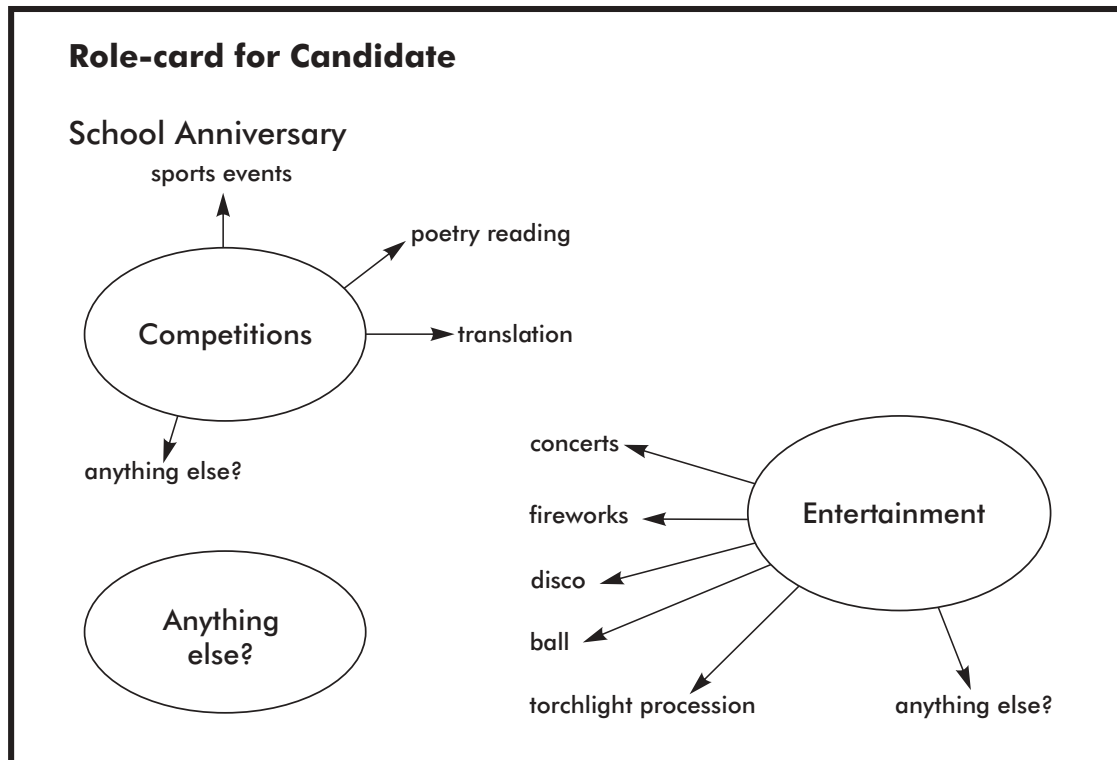 Role-card for Candidate
School Anniversary
sports events
poetry reading
Competitions
translation
anything else?
concerts
fireworks
Entertainment
disco
ball
torchlight procession
anything else?
Anything
else?